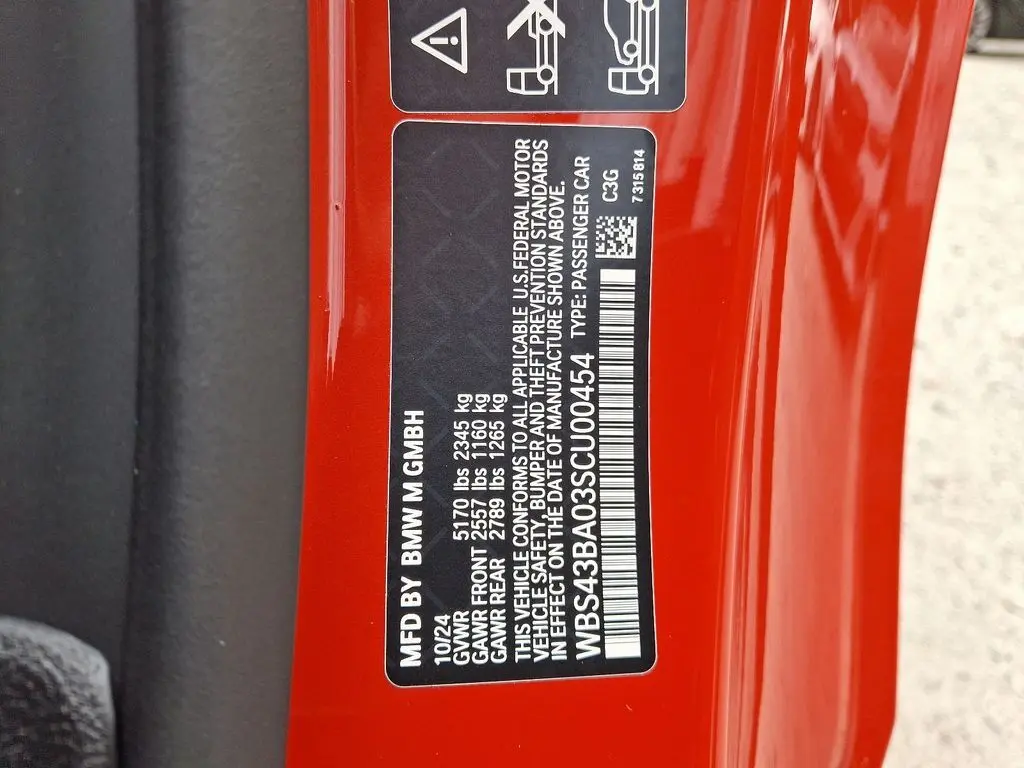 MFD BY BMW M GMBH
10/24
GVWR 5170 lbs 2345 kg
GAWR FRONT 2557 lbs 1160 kg
GAWR REAR 2789 lbs 1265 kg
THIS VEHICLE CONFORMS TO ALL APPLICABLE U.S. FEDERAL MOTOR
VEHICLE SAFETY, BUMPER AND THEFT PREVENTION STANDARDS
IN EFFECT ON THE DATE OF MANUFACTURE SHOWN ABOVE.
WBS43BA03SCU00454 TYPE: PASSENGER CAR
C3G
7 315 814